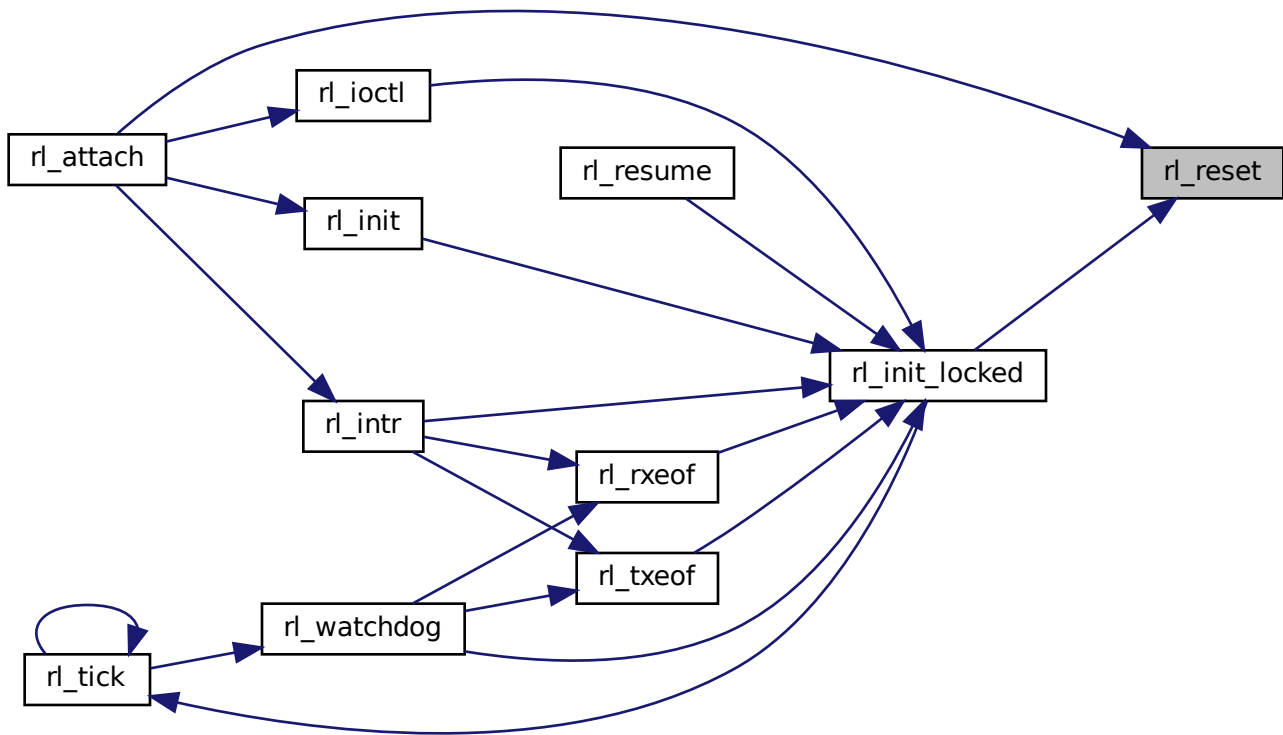 rl_ioctl
rl_attach
rl_resume
rl_reset
rl_init
rl_init_locked
rl_intr
rl_rxeof
rl_txeof
rl_watchdog
rl_tick